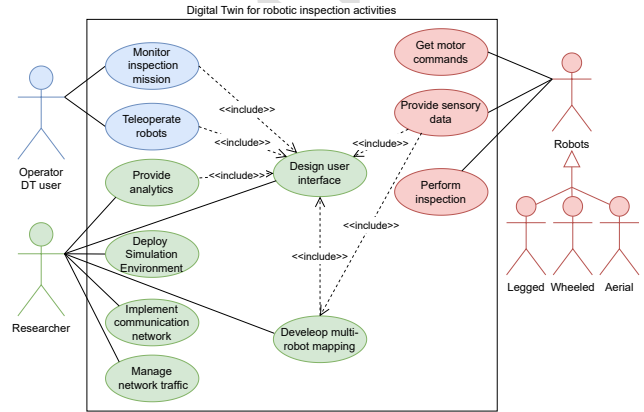 Digital Twin for robotic inspection activities
Monitor
inspection
mission
Get motor
commands
<<include>>
Provide sensory
data
Teleoperate
robots
<<include>>
<<include>>
Operator
DT user
Robots
Provide
analytics
<<include>>
Design user
interface
Perform
inspection
<<include>>
Deploy
Simulation
Environment
<<include>>
Legged
Wheeled
Aerial
Researcher
Implement
communication
network
Develeop multi-
robot mapping
Manage
network traffic